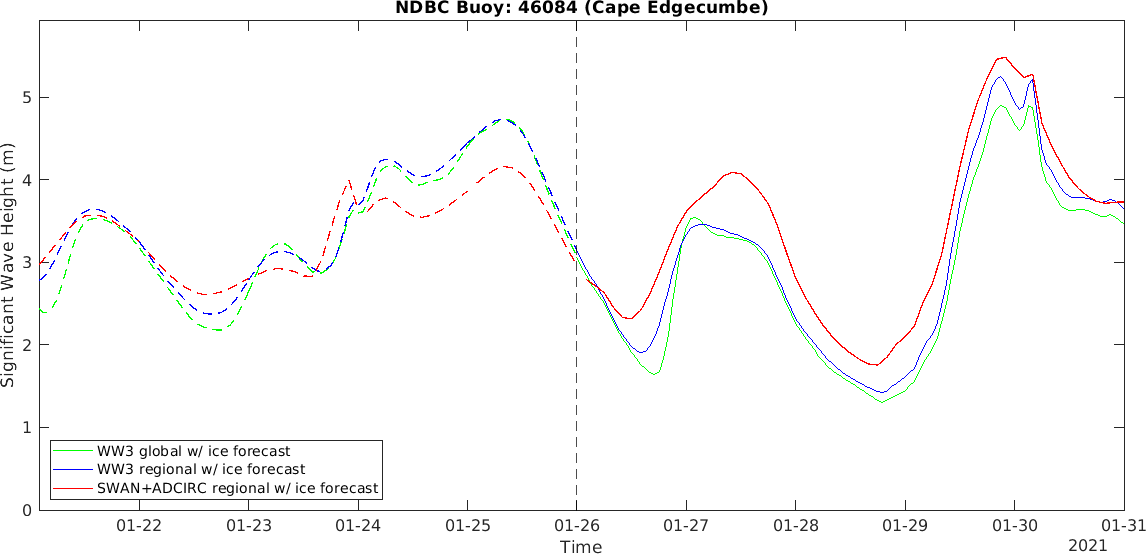 NDBC Buoy: 46084 (Cape Edgecumbe)
Significant Wave Height (m)
5
4
3
2
1
0
WW3 global w/ ice forecast
WW3 regional w/ ice forecast
SWAN+ADCIRC regional w/ ice forecast
01-22 01-23 01-24 01-25 01-26 01-27 01-28 01-29 01-30 01-31
Time
2021